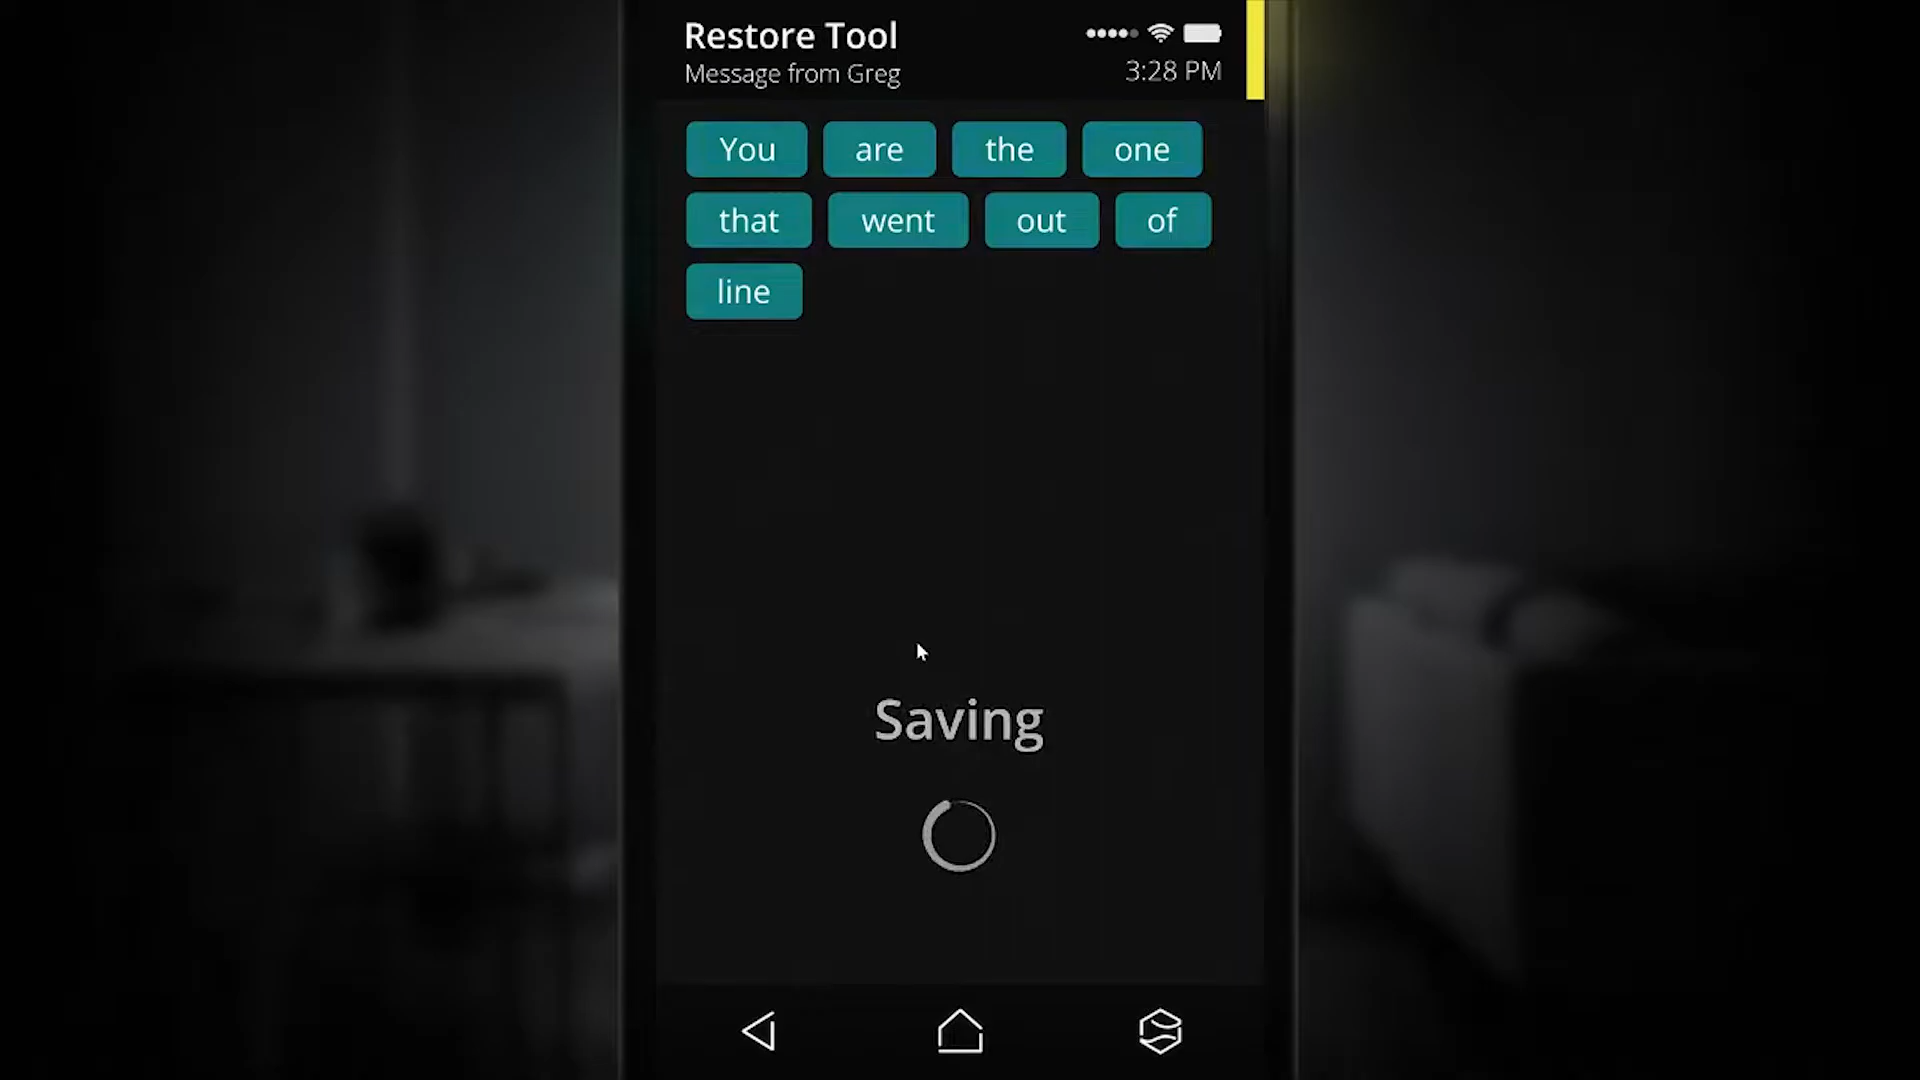 Restore Tool
Message from Greg
3:28 PM
You are the one
that went out of
line
Saving